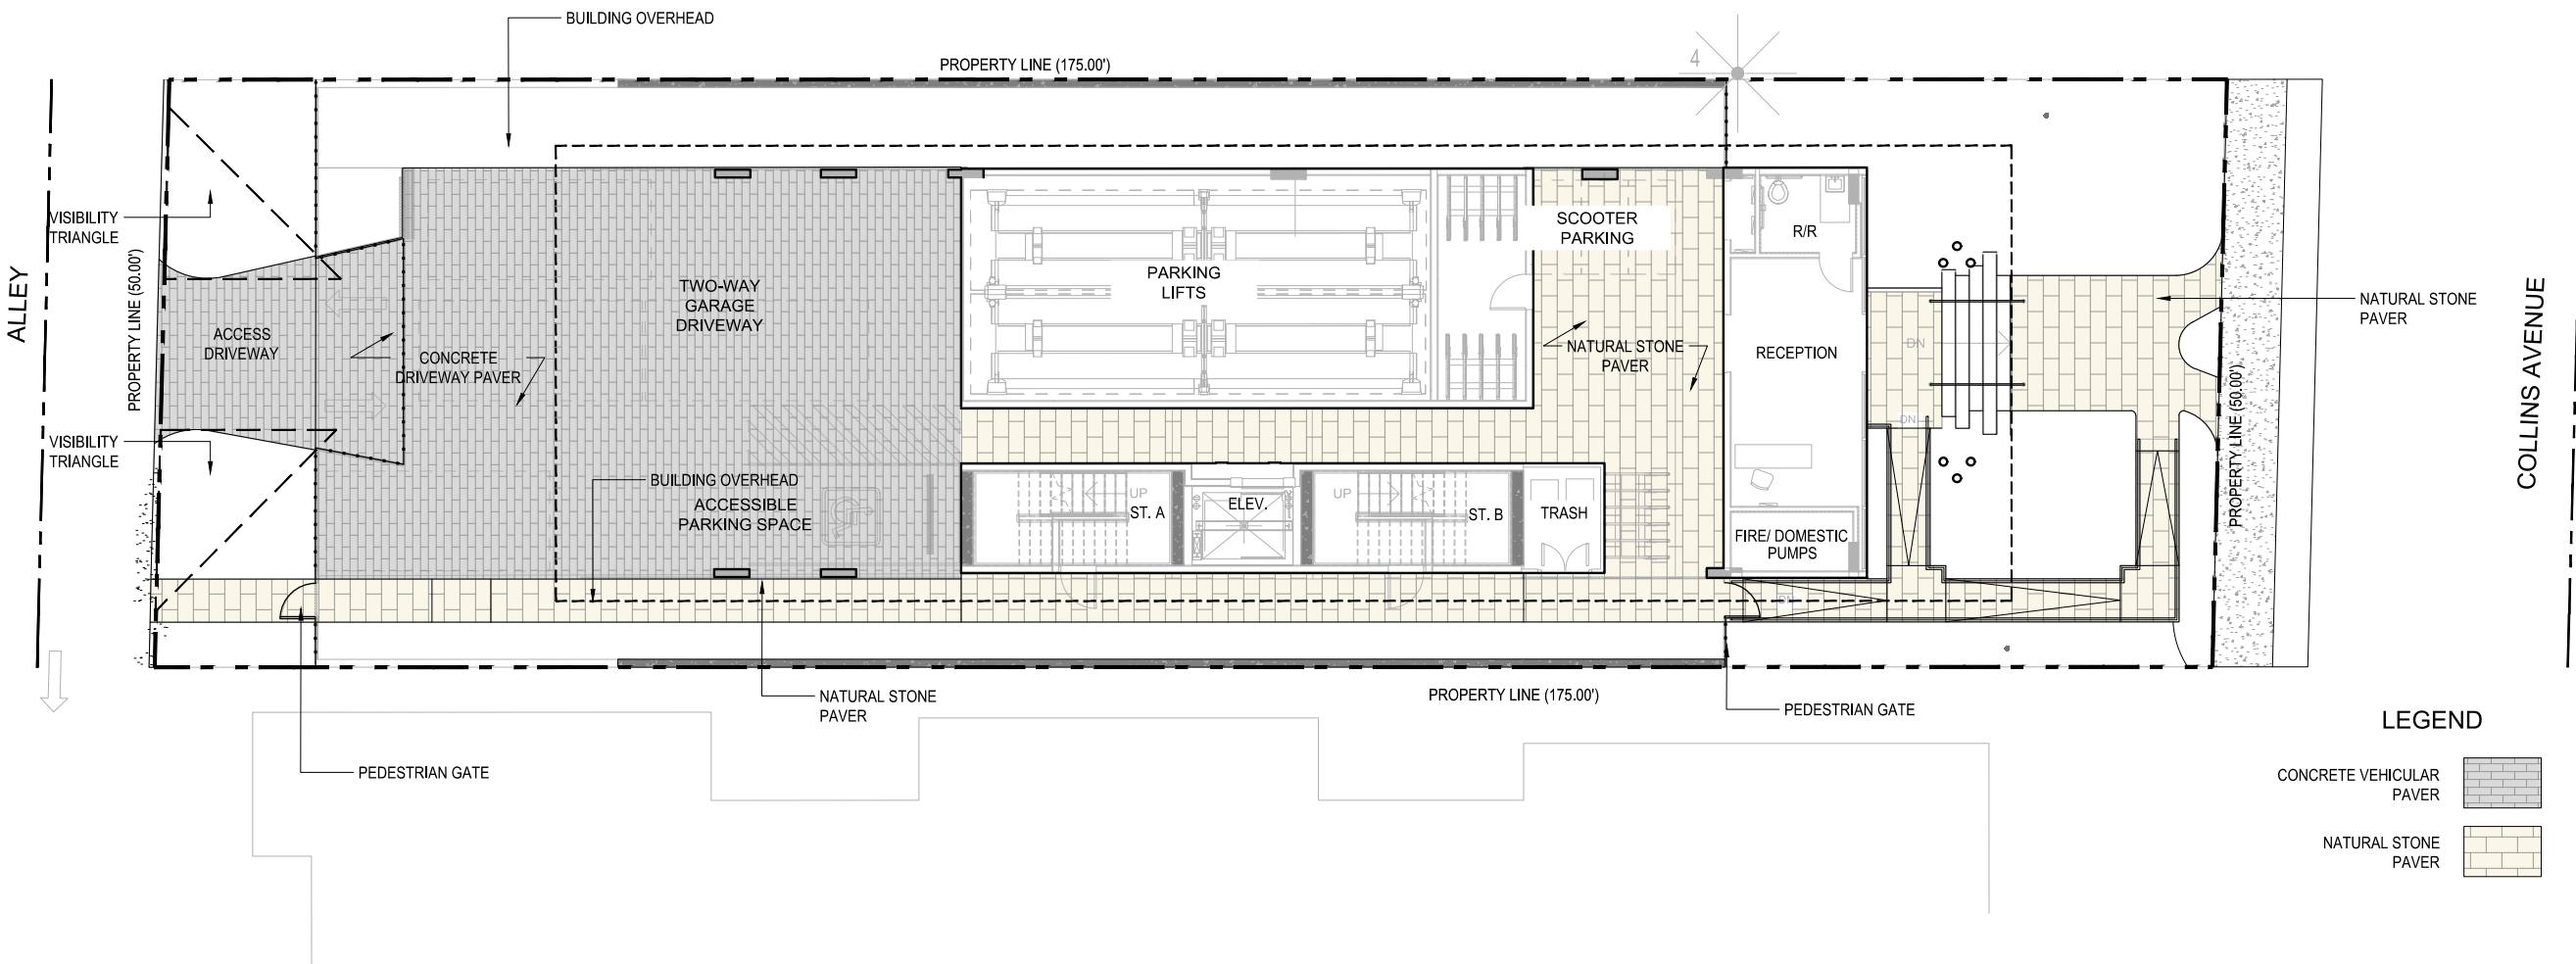 BUILDING OVERHEAD
PROPERTY LINE (175.00')
4
VISIBILITY
TRIANGLE
ALLEY
PROPERTY LINE (50.00')
ACCESS
DRIVEWAY
CONCRETE
DRIVEWAY PAVER
VISIBILITY
TRIANGLE
TWO-WAY
GARAGE
DRIVEWAY
BUILDING OVERHEAD
ACCESSIBLE
PARKING SPACE
PARKING
LIFTS
SCOOTER
PARKING
NATURAL STONE
PAVER
R/R
RECEPTION
FIRE/ DOMESTIC
PUMPS
UP
ST. A
ELEV.
UP
ST. B
TRASH
DN
DN
DN
NATURAL STONE
PAVER
PROPERTY LINE (50.00')
COLLINS AVENUE
NATURAL STONE
PAVER
PROPERTY LINE (175.00')
PEDESTRIAN GATE
PEDESTRIAN GATE
LEGEND
CONCRETE VEHICULAR
PAVER
NATURAL STONE
PAVER